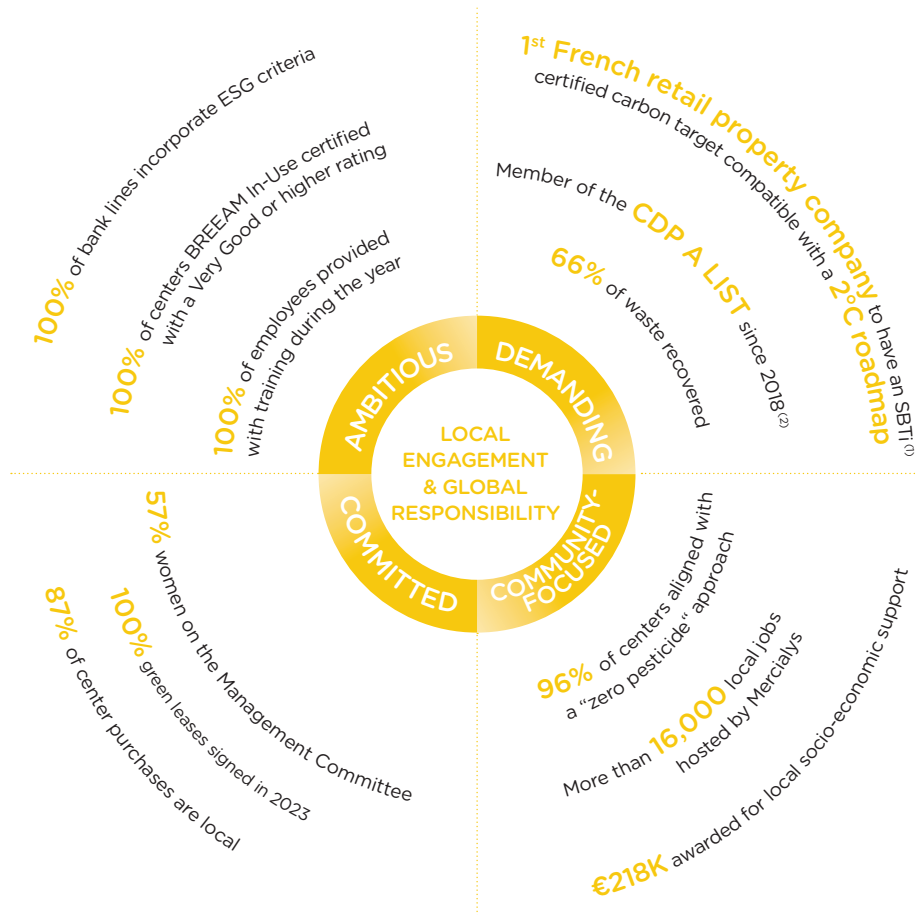 100% of bank lines incorporate ESG criteria
100% of centers BREEAM In-Use certified
with a Very Good or higher rating
100% of employees provided
with training during the year
1st French retail property company to have an SBTi (1)
certified carbon target compatible with a 2°C roadmap
Member of the CDP A LIST since 2018 (2)
66% of waste recovered
AMBITIOUS
DEMANDING
LOCAL
ENGAGEMENT
& GLOBAL
RESPONSIBILITY
COMMITTED
COMMUNITY-
FOCUSED
57% women on the Management Committee
100% green leases signed in 2023
87% of center purchases are local
96% of centers aligned with
a “zero pesticide“ approach
More than 16,000 local jobs
hosted by Mercialys
€218K awarded for local socio-economic support